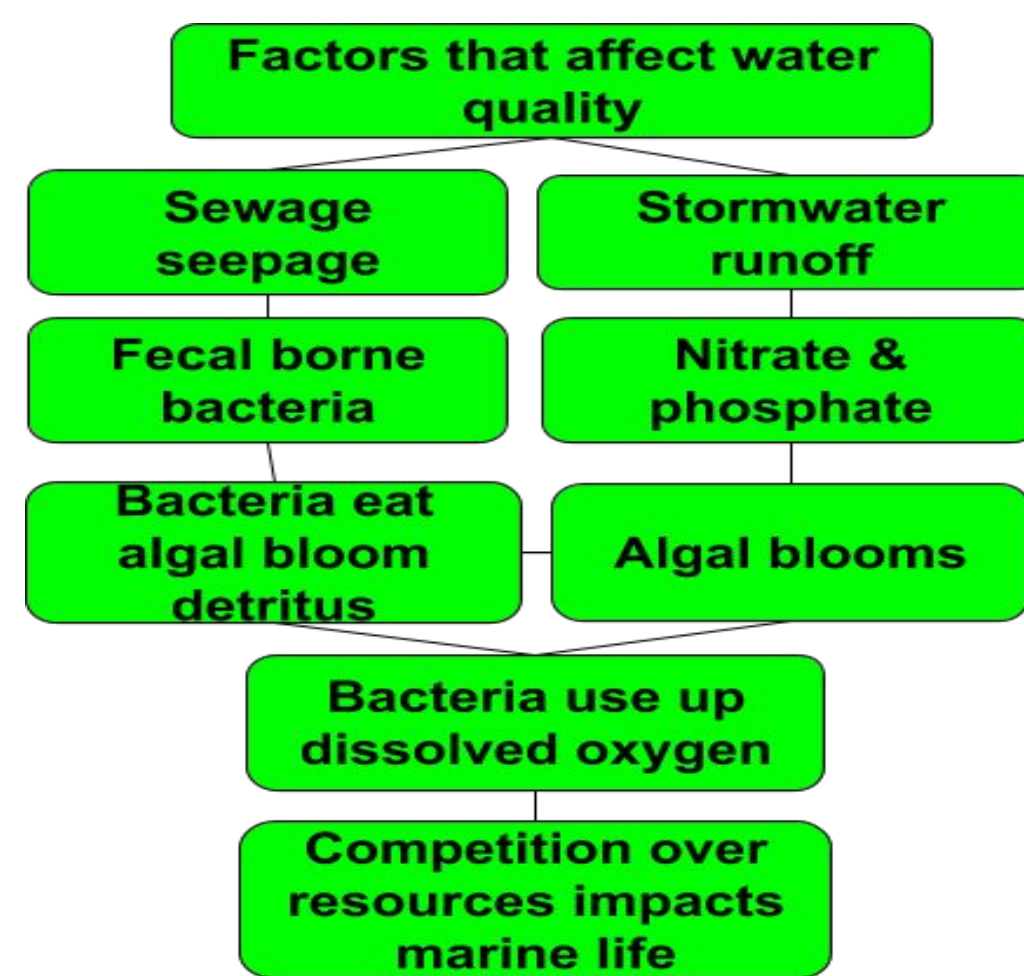 Factors that affect water
quality
Sewage
seepage
Stormwater
runoff
Fecal borne
bacteria
Nitrate &
phosphate
Bacteria eat
algal bloom
detritus
Algal blooms
Bacteria use up
dissolved oxygen
Competition over
resources impacts
marine life